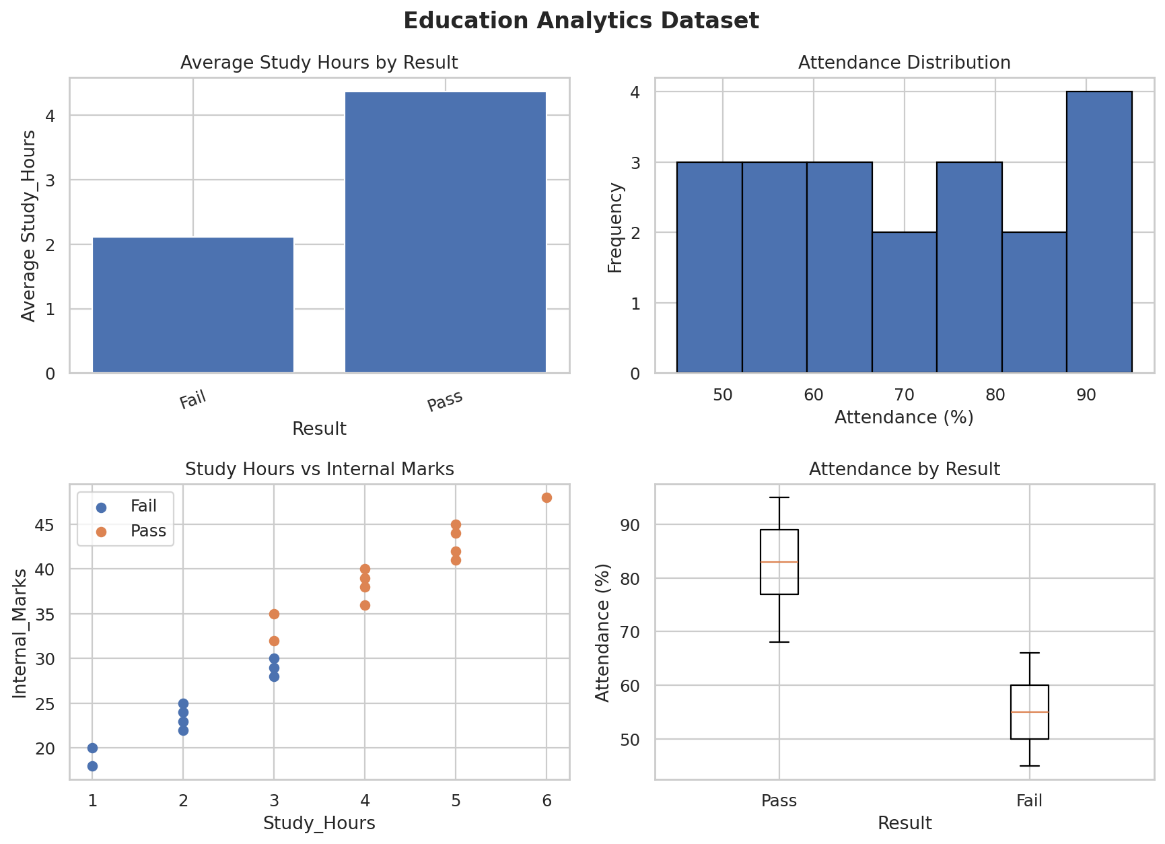 Education Analytics Dataset
Average Study Hours by Result
Average Study_Hours
4
3
2
1
0
Fail
Pass
Result
Attendance Distribution
Frequency
4
3
2
1
0
50 60 70 80 90
Attendance (%)
Study Hours vs Internal Marks
Internal_Marks
Fail
Pass
45
40
35
30
25
20
1 2 3 4 5 6
Study_Hours
Attendance by Result
Attendance (%)
90
80
70
60
50
Pass Fail
Result